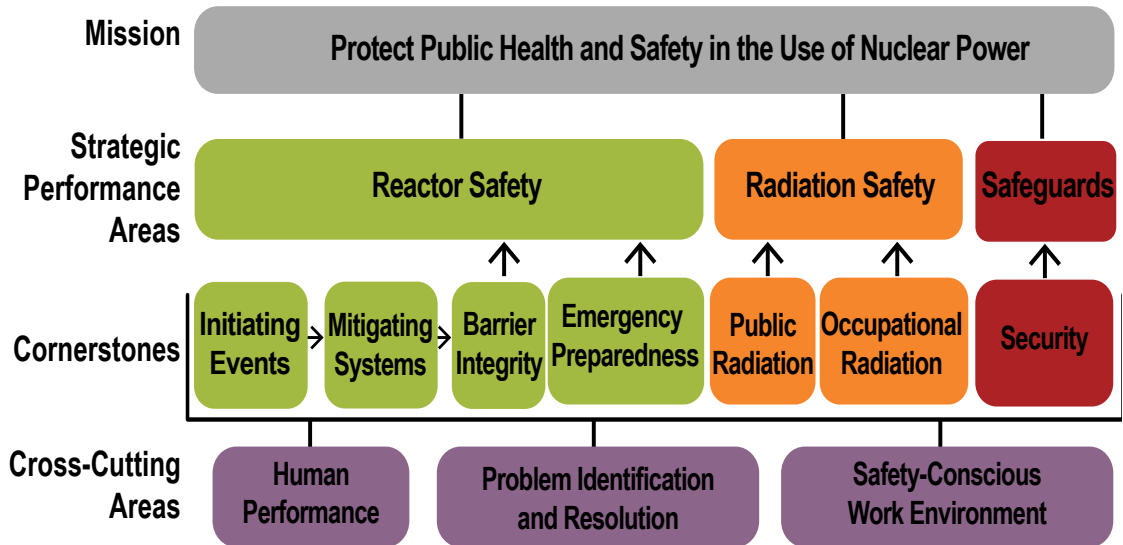 Mission
Protect Public Health and Safety in the Use of Nuclear Power
Strategic
Performance
Areas
Reactor Safety
Radiation Safety
Safeguards
Cornerstones
Initiating
Events
Mitigating
Systems
Barrier
Integrity
Emergency
Preparedness
Public
Radiation
Occupational
Radiation
Security
Cross-Cutting
Areas
Human
Performance
Problem Identification
and Resolution
Safety-Conscious
Work Environment